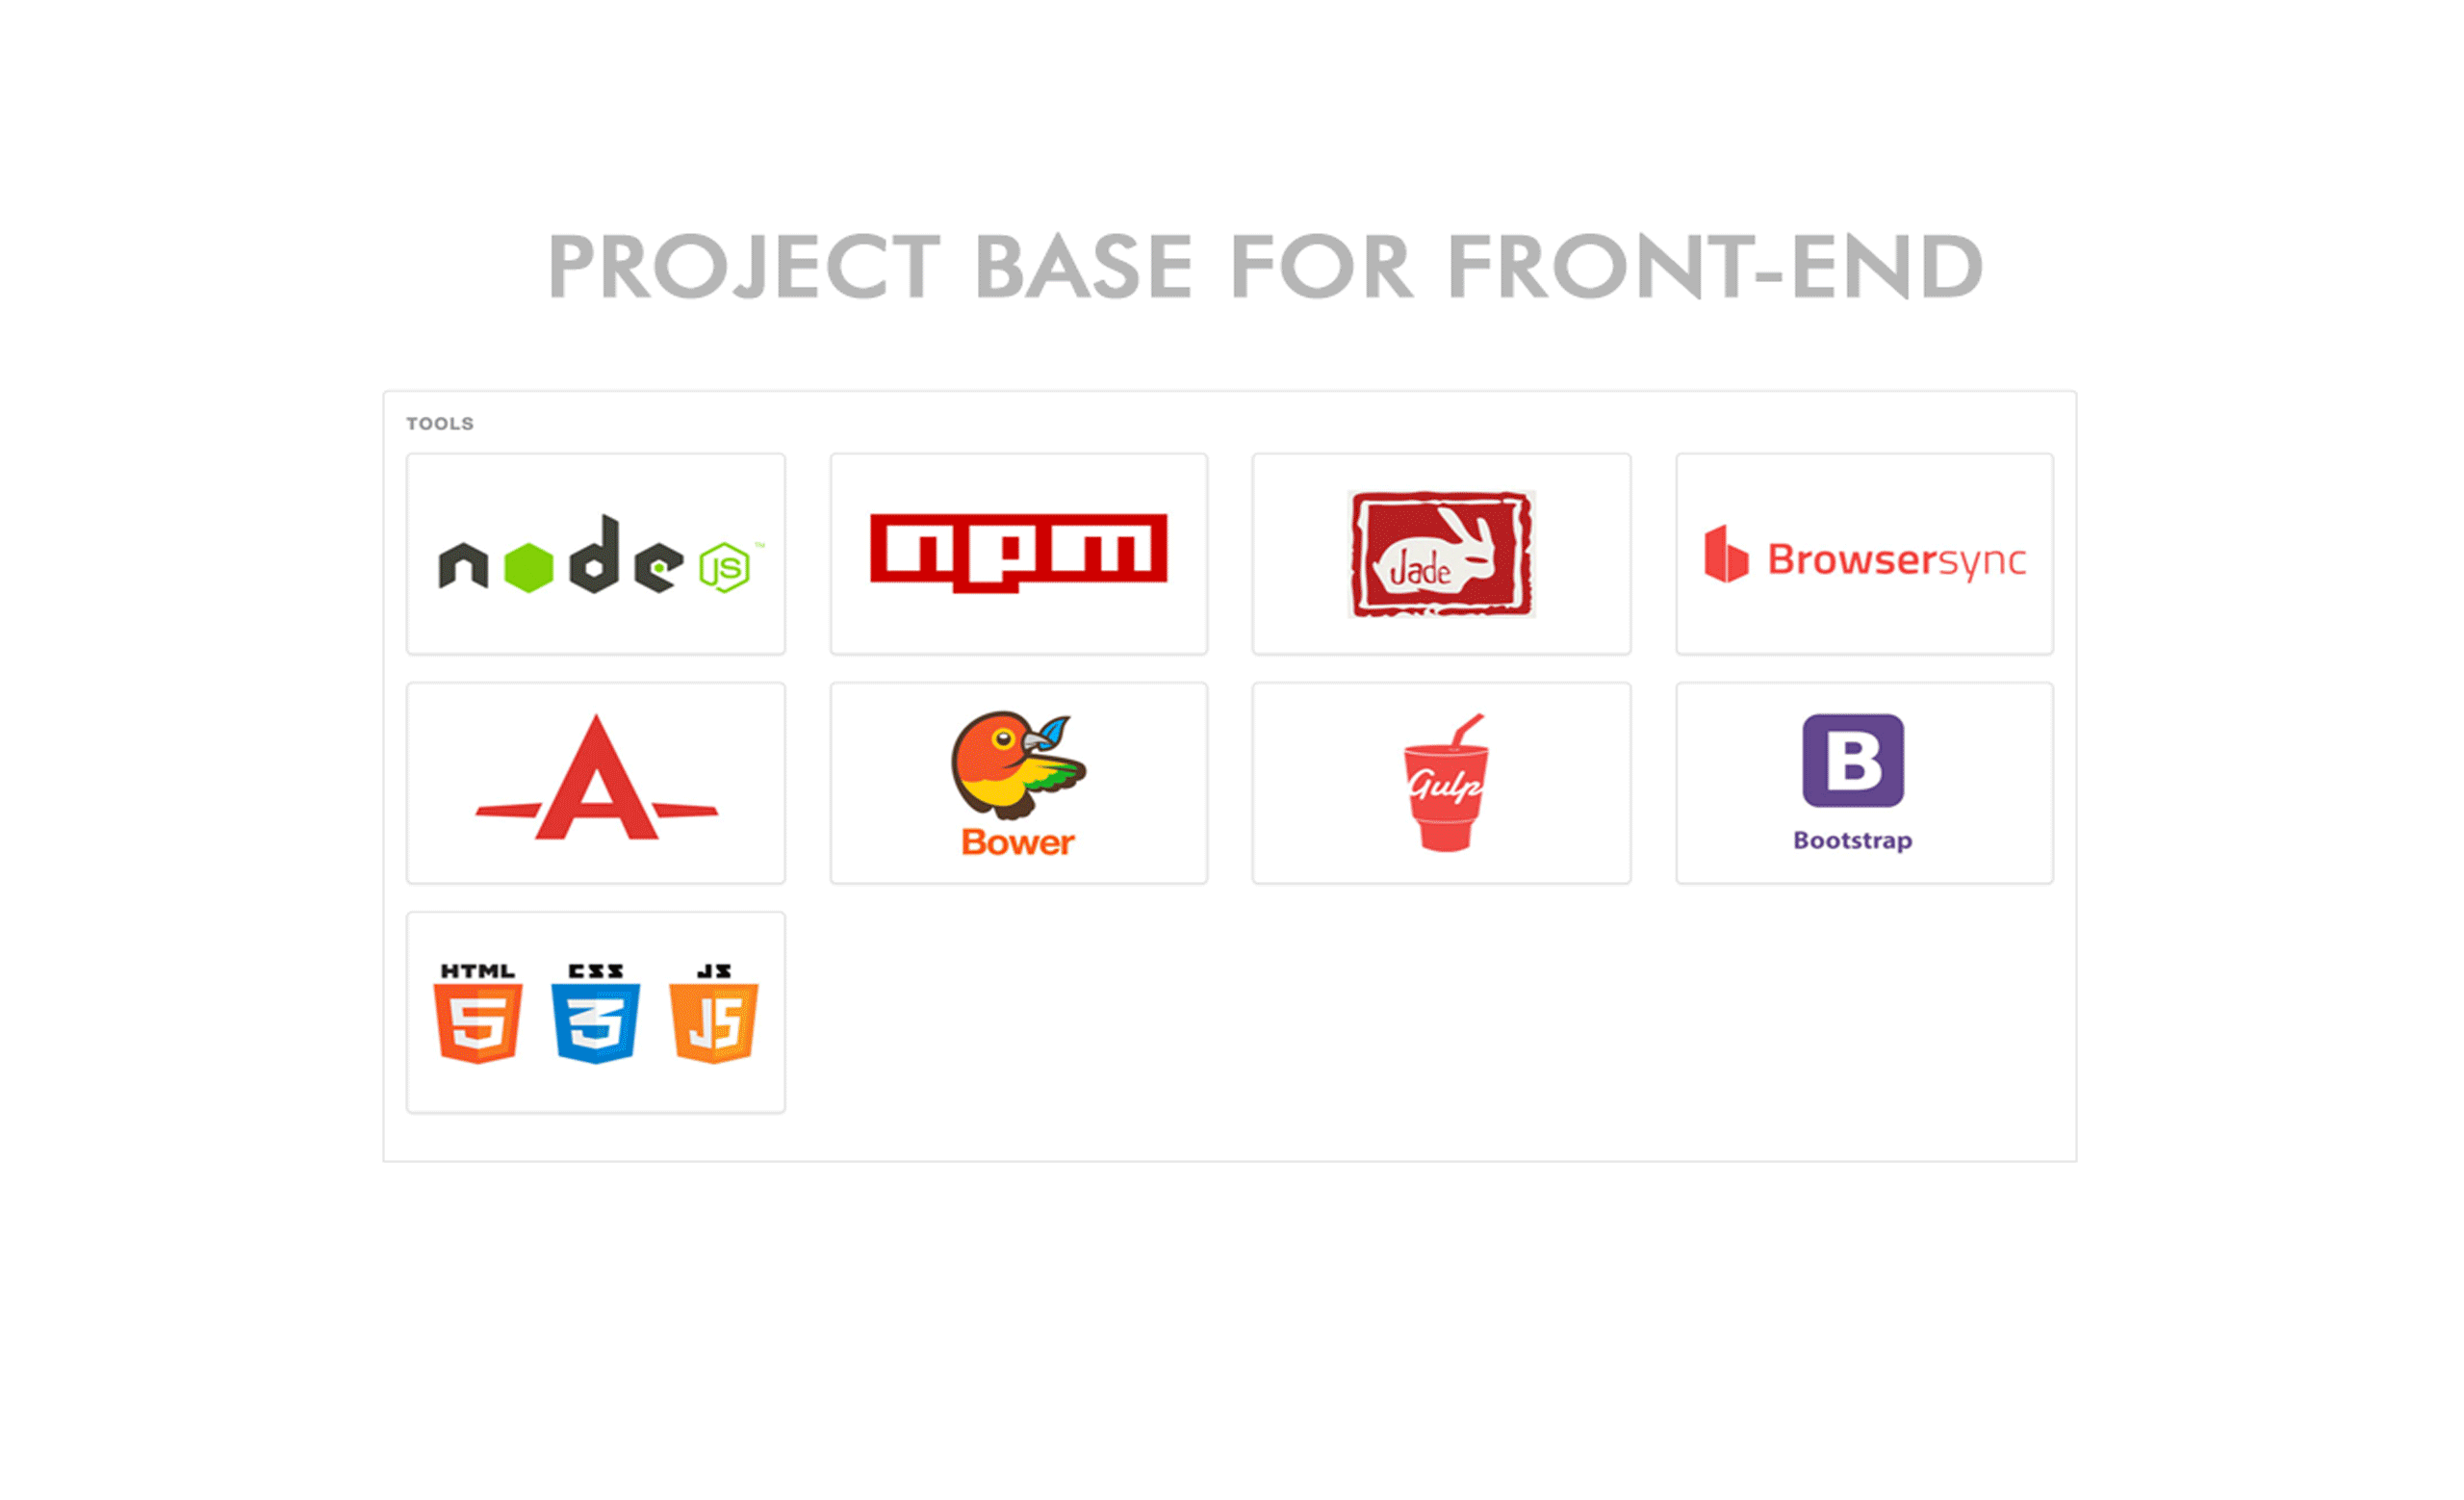 PROJECT BASE FOR FRONT-END
TOOLS
node JS ™
npm
Jade
Browsersync
A
Bower
Gulp
B
Bootstrap
HTML CSS JS
5 3 JS